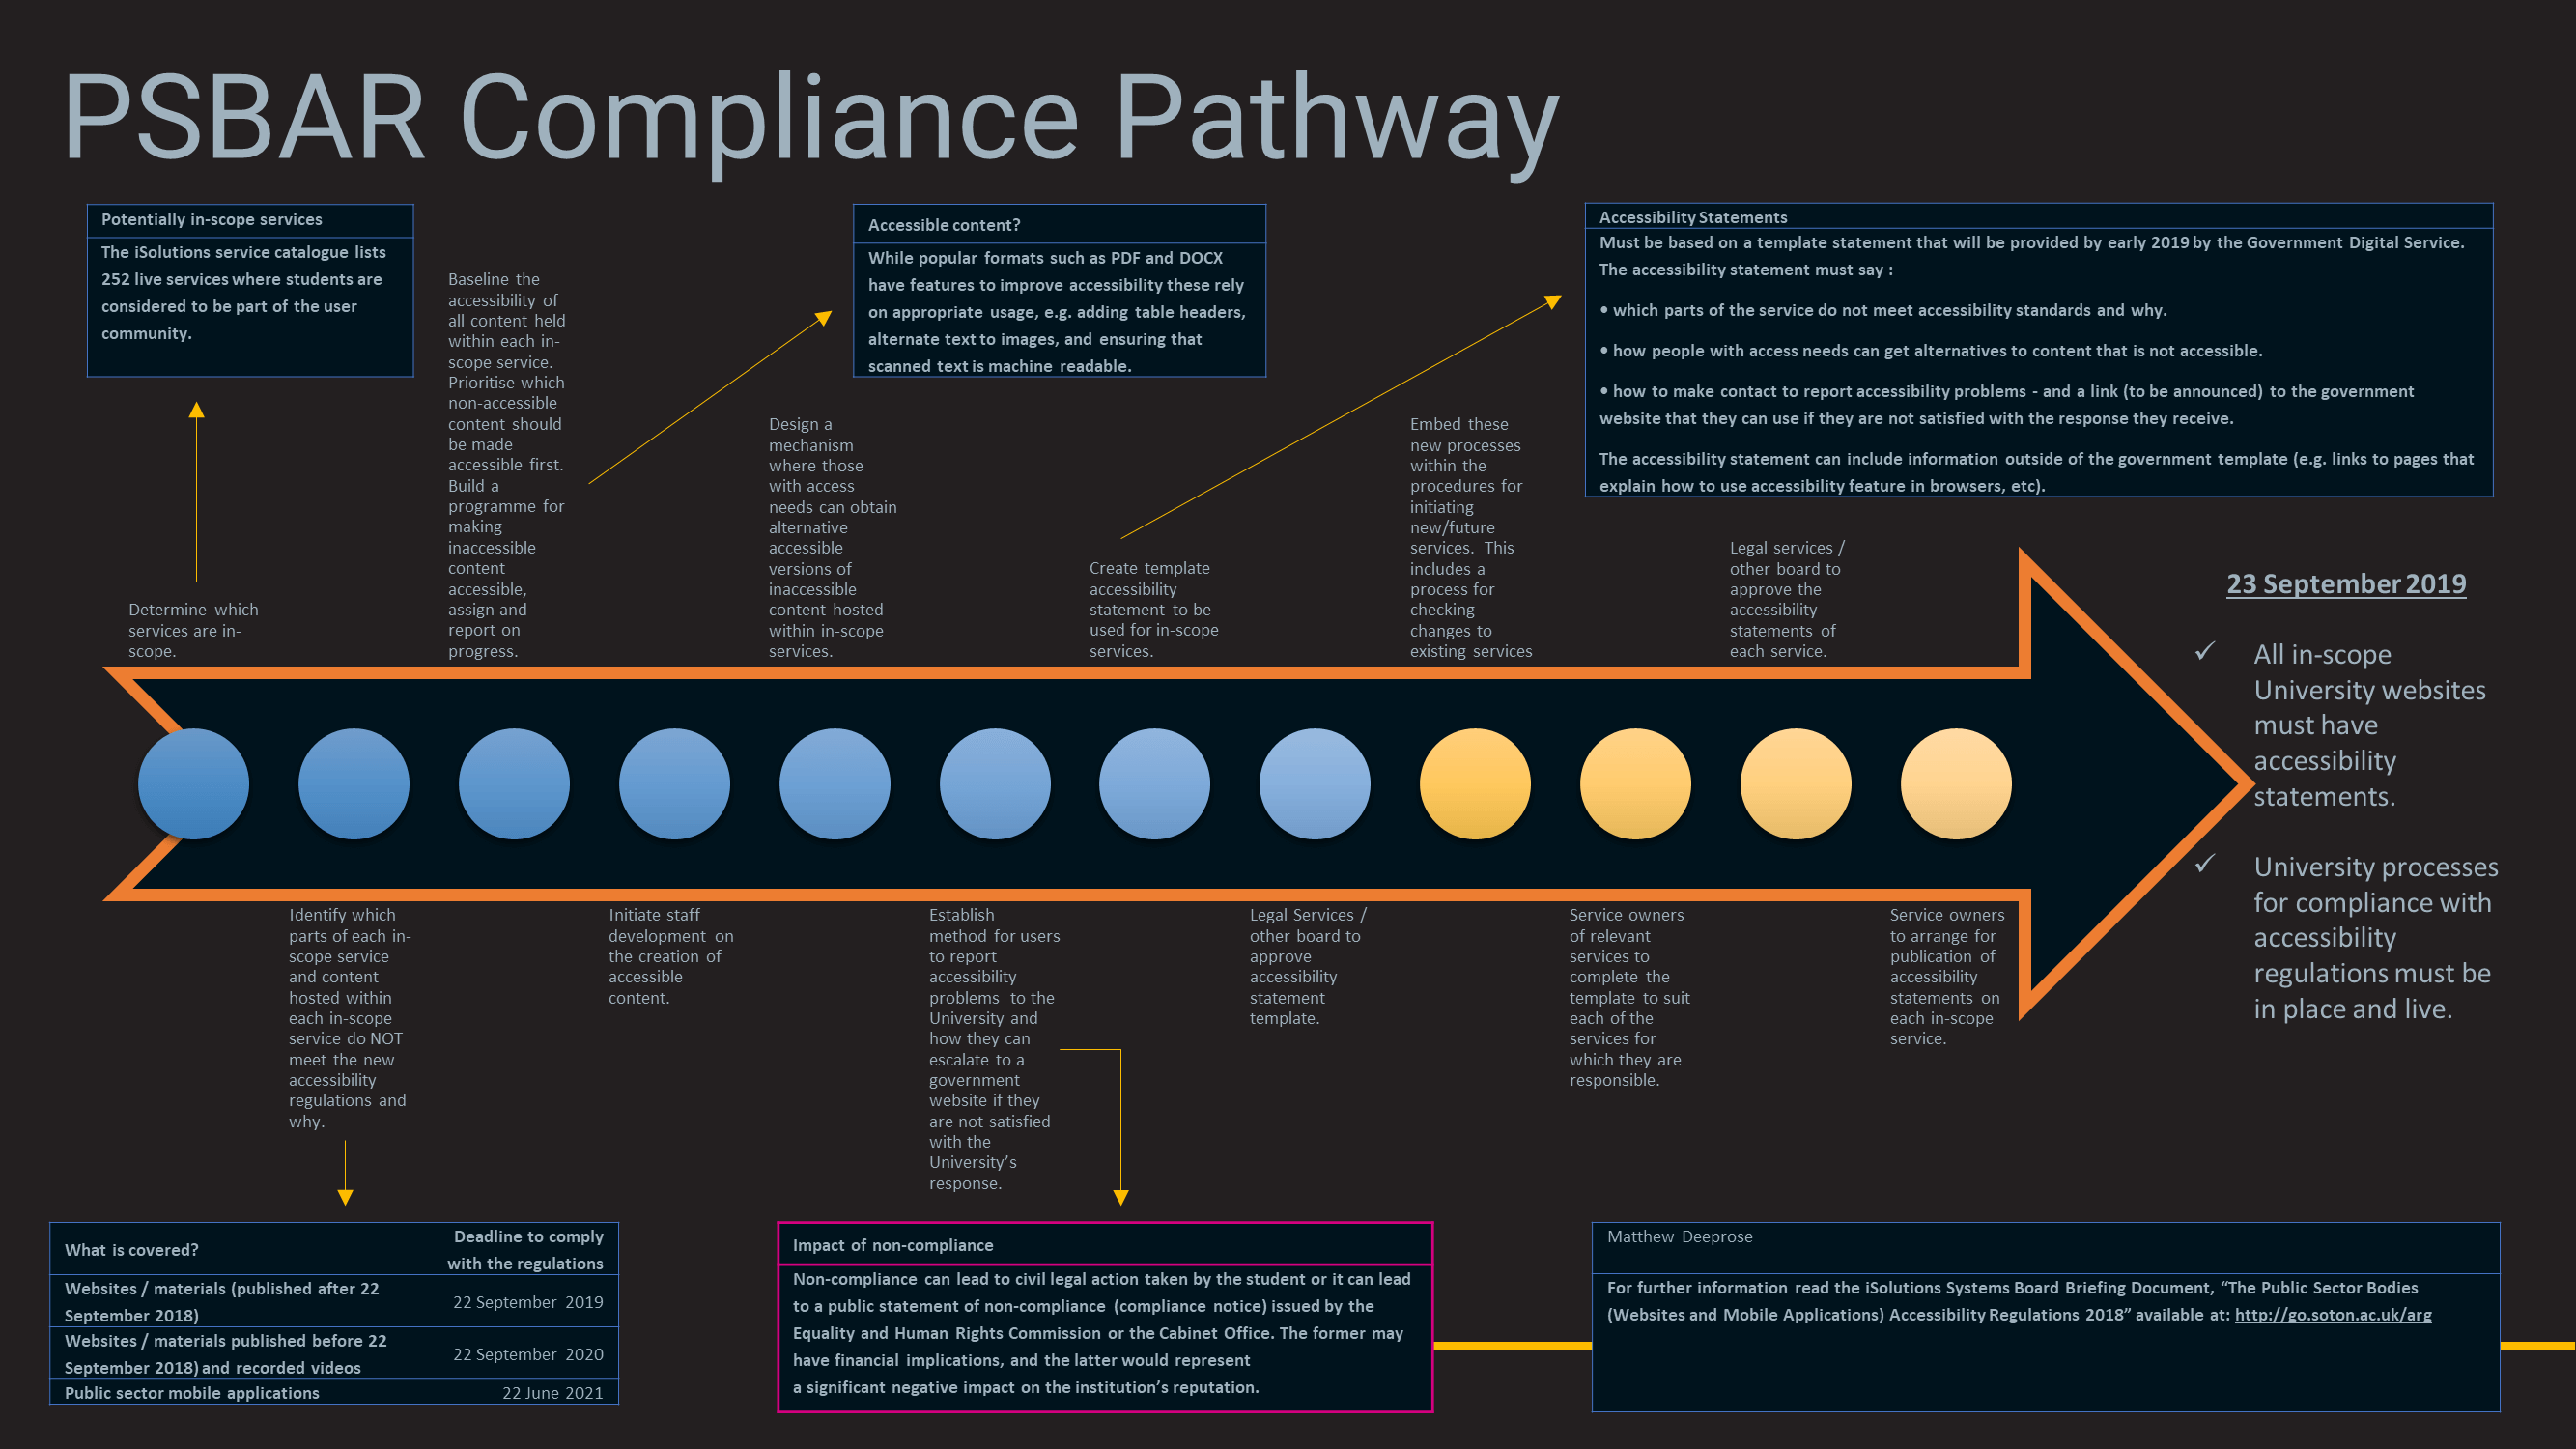 PSBAR Compliance Pathway
Potentially in-scope services
The iSolutions service catalogue lists
252 live services where students are
considered to be part of the user
community.
Accessible content?
While popular formats such as PDF and DOCX
have features to improve accessibility these rely
on appropriate usage, e.g. adding table headers,
alternate text to images, and ensuring that
scanned text is machine readable.
Accessibility Statements
Must be based on a template statement that will be provided by early 2019 by the Government Digital Service.
The accessibility statement must say :
• which parts of the service do not meet accessibility standards and why.
• how people with access needs can get alternatives to content that is not accessible.
• how to make contact to report accessibility problems - and a link (to be announced) to the government
website that they can use if they are not satisfied with the response they receive.
The accessibility statement can include information outside of the government template (e.g. links to pages that
explain how to use accessibility feature in browsers, etc).
Determine which
services are in-
scope.
Baseline the
accessibility of
all content held
within each in-
scope service.
Prioritise which
non-accessible
content should
be made
accessible first.
Build a
programme for
making
inaccessible
content
accessible,
assign and
report on
progress.
Design a
mechanism
where those
with access
needs can obtain
alternative
accessible
versions of
inaccessible
content hosted
within in-scope
services.
Create template
accessibility
statement to be
used for in-scope
services.
Embed these
new processes
within the
procedures for
initiating
new/future
services. This
includes a
process for
checking
changes to
existing services
Legal services /
other board to
approve the
accessibility
statements of
each service.
23 September 2019
✓ All in-scope
University websites
must have
accessibility
statements.
✓ University processes
for compliance with
accessibility
regulations must be
in place and live.
Identify which
parts of each in-
scope service
and content
hosted within
each in-scope
service do NOT
meet the new
accessibility
regulations and
why.
Initiate staff
development on
the creation of
accessible
content.
Establish
method for users
to report
accessibility
problems to the
University and
how they can
escalate to a
government
website if they
are not satisfied
with the
University’s
response.
Legal Services /
other board to
approve
accessibility
statement
template.
Service owners
of relevant
services to
complete the
template to suit
each of the
services for
which they are
responsible.
Service owners
to arrange for
publication of
accessibility
statements on
each in-scope
service.
What is covered?
Deadline to comply
with the regulations
Websites / materials (published after 22
September 2018)
22 September 2019
Websites / materials published before 22
September 2018) and recorded videos
22 September 2020
Public sector mobile applications
22 June 2021
Impact of non-compliance
Non-compliance can lead to civil legal action taken by the student or it can lead
to a public statement of non-compliance (compliance notice) issued by the
Equality and Human Rights Commission or the Cabinet Office. The former may
have financial implications, and the latter would represent
a significant negative impact on the institution’s reputation.
Matthew Deeprose
For further information read the iSolutions Systems Board Briefing Document, “The Public Sector Bodies
(Websites and Mobile Applications) Accessibility Regulations 2018” available at: http://go.soton.ac.uk/arg